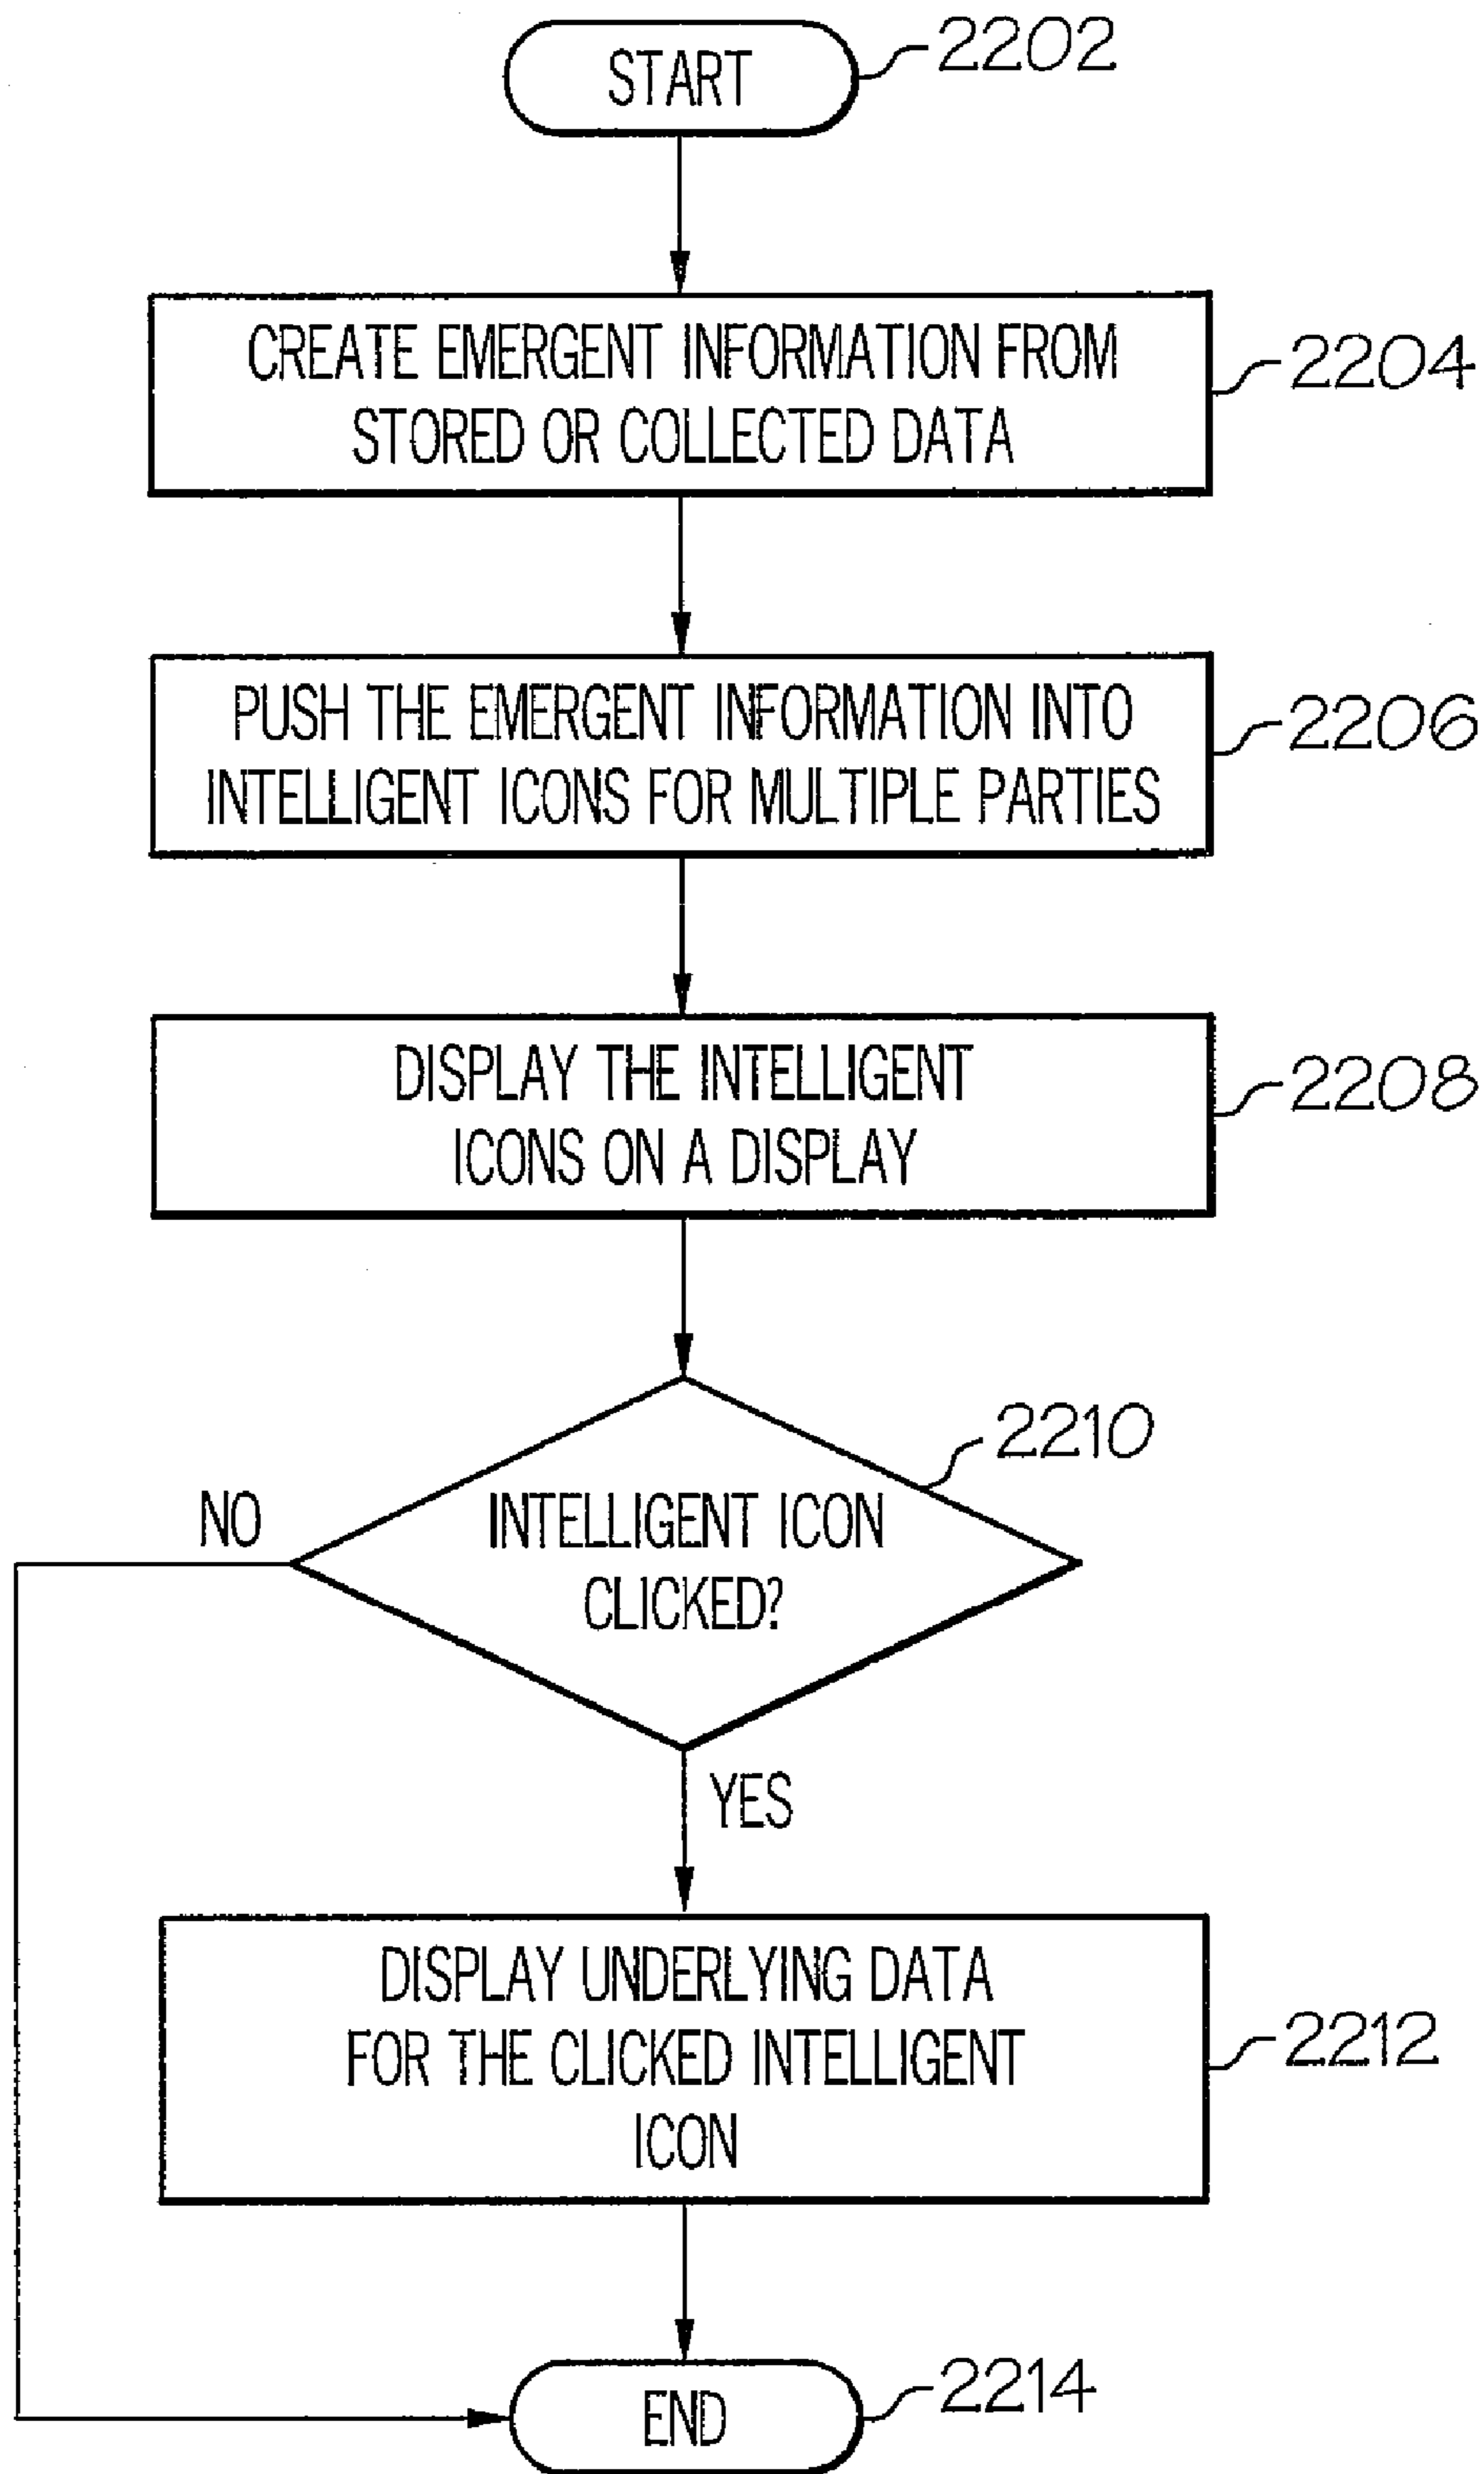 START
2202
CREATE EMERGENT INFORMATION FROM
STORED OR COLLECTED DATA
2204
PUSH THE EMERGENT INFORMATION INTO
INTELLIGENT ICONS FOR MULTIPLE PARTIES
2206
DISPLAY THE INTELLIGENT
ICONS ON A DISPLAY
2208
2210
NO
INTELLIGENT ICON
CLICKED?
YES
DISPLAY UNDERLYING DATA
FOR THE CLICKED INTELLIGENT
ICON
2212
END
2214